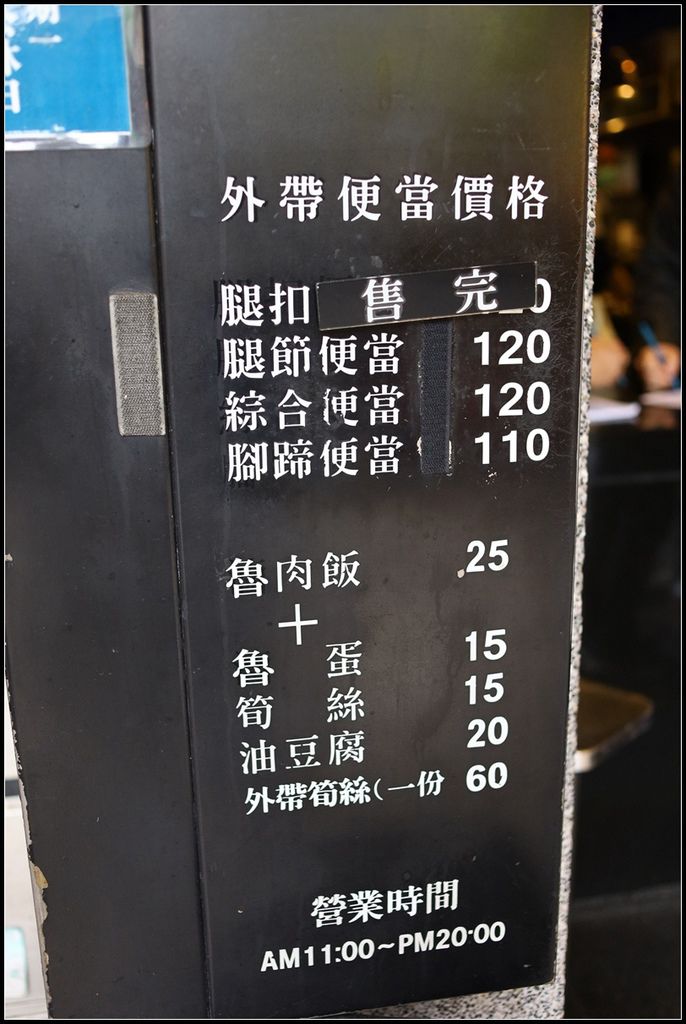 外帶便當價格
腿扣 售完 0
腿節便當 120
綜合便當 120
腳蹄便當 110
魯肉飯 25
+
魯蛋 15
筍絲 15
油豆腐 20
外帶筍絲(一份 60
營業時間
AM11:00~PM20:00